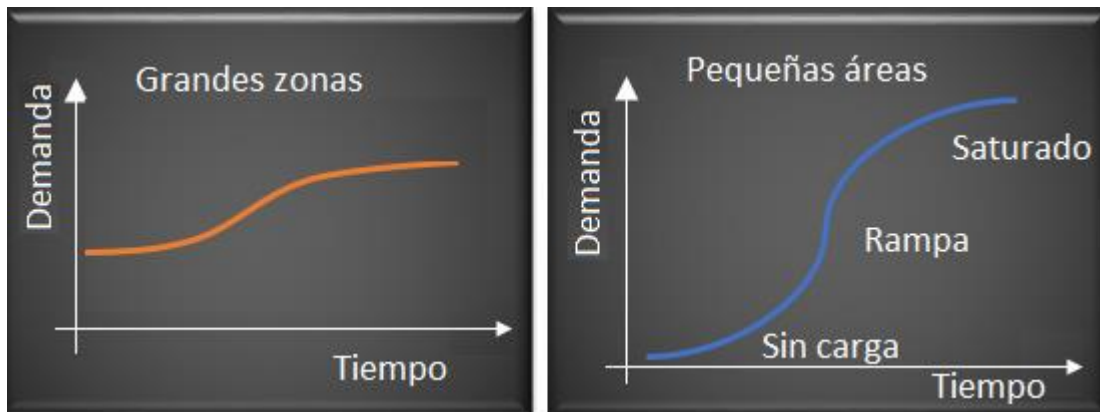 Grandes zonas
Demanda
Tiempo
Pequeñas áreas
Demanda
Saturado
Rampa
Sin carga
Tiempo